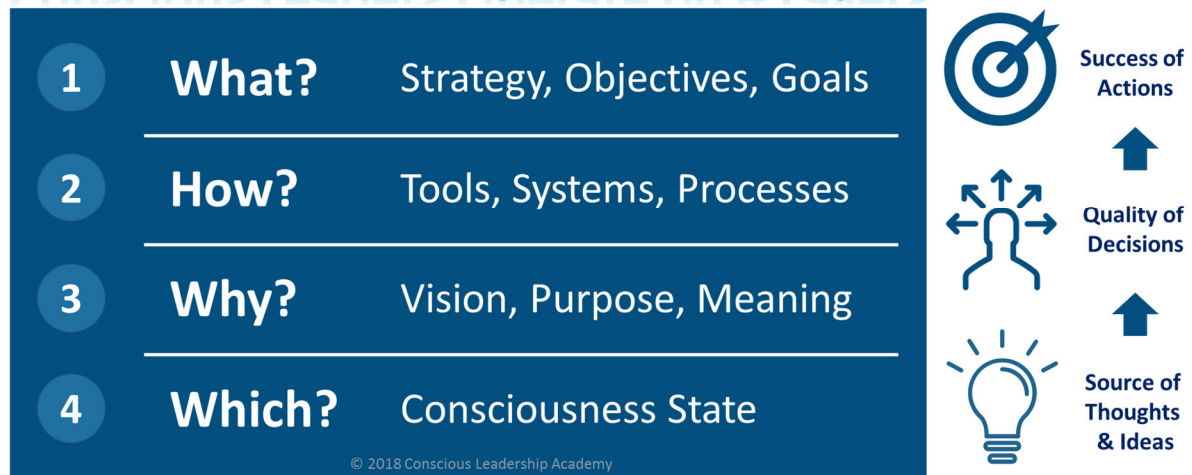 1 What? Strategy, Objectives, Goals
2 How? Tools, Systems, Processes
3 Why? Vision, Purpose, Meaning
4 Which? Consciousness State
© 2018 Conscious Leadership Academy
Success of
Actions
Quality of
Decisions
Source of
Thoughts
& Ideas